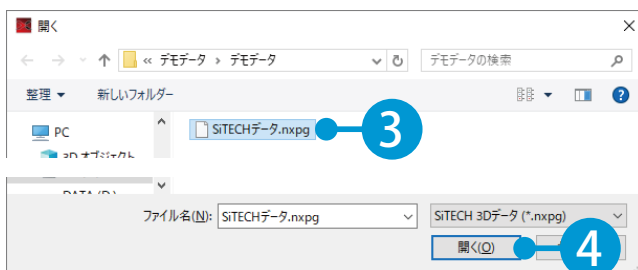 開く
« デモデータ › デモデータ
デモデータの検索
整理
新しいフォルダー
PC
SiTECHデータ.nxpg
3
3D オブジェクト
DATA (D:)
ファイル名(N):
SiTECHデータ.nxpg
SiTECH 3Dデータ (*.nxpg)
開く(O)
4